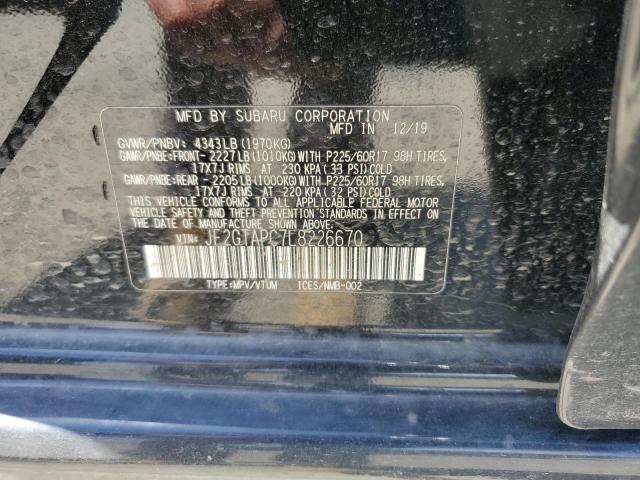 MFD BY SUBARU CORPORATION
MFD IN 12/19
GVWR/PNBV: 4343LB (1970KG)
GAWR/PNBE:FRONT-2227LB(1010KG)WITH P225/60R17 98H TIRES,
17X7J RIMS AT 230 KPA (33 PSI)COLD
GAWR/PNBE:REAR -2205LB(1000KG)WITH P225/60R17 98H TIRES,
17X7J RIMS AT 220 KPA (32 PSI)COLD
THIS VEHICLE CONFORMS TO ALL APPLICABLE FEDERAL MOTOR
VEHICLE SAFETY AND THEFT PREVENTION STANDARDS IN
EFFECT ON THE DATE OF MANUFACTURE SHOWN ABOVE.
VIN: JF2GTAPC7L8226670
TYPE:MPV/VTUM ICES/NMB-002